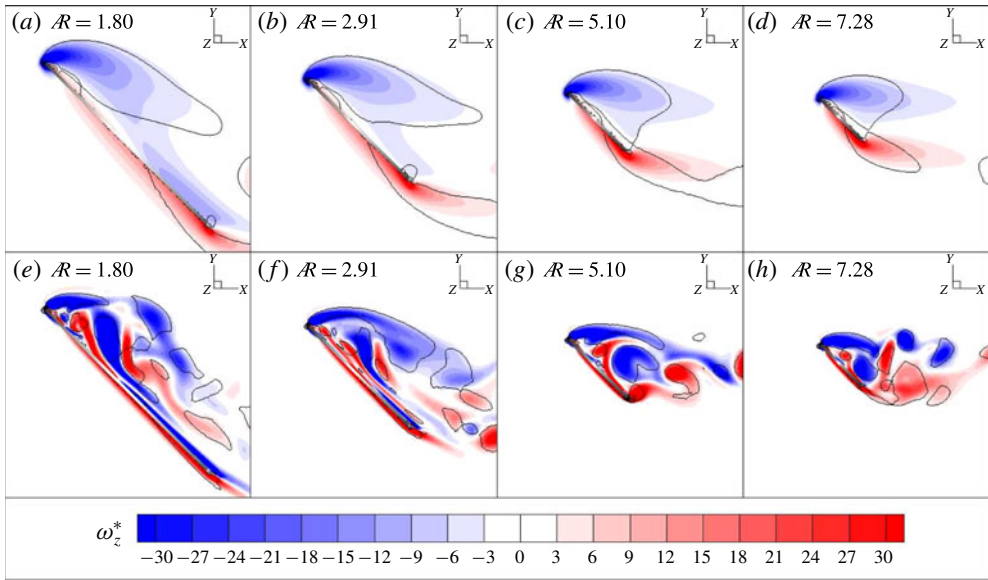 (a) Æ = 1.80 Y Z X
(b) Æ = 2.91 Y Z X
(c) Æ = 5.10 Y Z X
(d) Æ = 7.28 Y Z X
(e) Æ = 1.80 Y Z X
(f) Æ = 2.91 Y Z X
(g) Æ = 5.10 Y Z X
(h) Æ = 7.28 Y Z X
ω*z
−30 −27 −24 −21 −18 −15 −12 −9 −6 −3 0 3 6 9 12 15 18 21 24 27 30